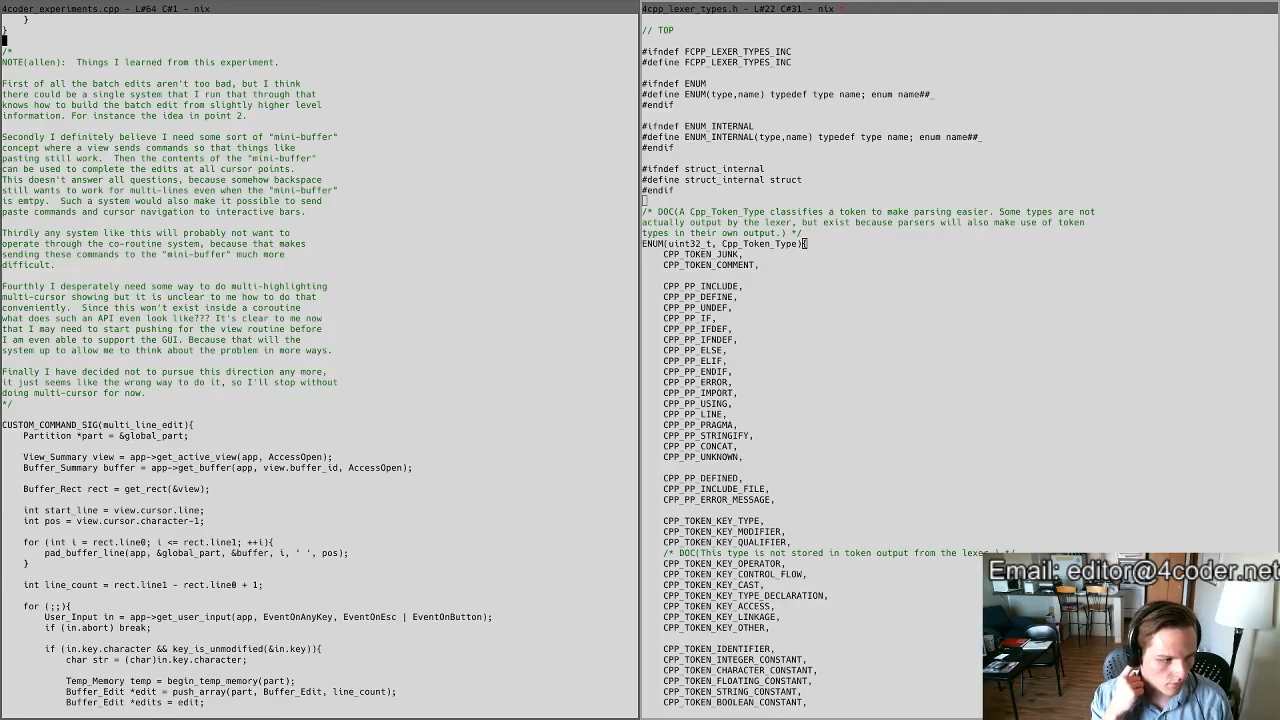 4coder_experiments.cpp - L#64 C#1 - nix
    }
}
/*
NOTE(allen):  Things I learned from this experiment.
First of all the batch edits aren't too bad, but I think
there could be a single system that I run that through that
knows how to build the batch edit from slightly higher level
information. For instance the idea in point 2.
Secondly I definitely believe I need some sort of "mini-buffer"
concept where a view sends commands so that things like
pasting still work.  Then the contents of the "mini-buffer"
can be used to complete the edits at all cursor points.
This doesn't answer all questions, because somehow backspace
still wants to work for multi-lines even when the "mini-buffer"
is emtpy.  Such a system would also make it possible to send
paste commands and cursor navigation to interactive bars.
Thirdly any system like this will probably not want to
operate through the co-routine system, because that makes
sending these commands to the "mini-buffer" much more
difficult.
Fourthly I desperately need some way to do multi-highlighting
multi-cursor showing but it is unclear to me how to do that
conveniently.  Since this won't exist inside a coroutine
what does such an API even look like??? It's clear to me now
that I may need to start pushing for the view routine before
I am even able to support the GUI. Because that will the
system up to allow me to think about the problem in more ways.
Finally I have decided not to pursue this direction any more,
it just seems like the wrong way to do it, so I'll stop without
doing multi-cursor for now.
*/
CUSTOM_COMMAND_SIG(multi_line_edit){
    Partition *part = &global_part;
    View_Summary view = app->get_active_view(app, AccessOpen);
    Buffer_Summary buffer = app->get_buffer(app, view.buffer_id, AccessOpen);
    Buffer_Rect rect = get_rect(&view);
    int start_line = view.cursor.line;
    int pos = view.cursor.character-1;
    for (int i = rect.line0; i <= rect.line1; ++i){
        pad_buffer_line(app, &global_part, &buffer, i, ' ', pos);
    }
    int line_count = rect.line1 - rect.line0 + 1;
    for (;;){
        User_Input in = app->get_user_input(app, EventOnAnyKey, EventOnEsc | EventOnButton);
        if (in.abort) break;
        if (in.key.character && key_is_unmodified(&in.key)){
            char str = (char)in.key.character;
            Temp_Memory temp = begin_temp_memory(part);
            Buffer_Edit *edit = push_array(part, Buffer_Edit, line_count);
            Buffer_Edit *edits = edit;
4cpp_lexer_types.h - L#22 C#31 - nix *
// TOP
#ifndef FCPP_LEXER_TYPES_INC
#define FCPP_LEXER_TYPES_INC
#ifndef ENUM
#define ENUM(type,name) typedef type name; enum name##_
#endif
#ifndef ENUM_INTERNAL
#define ENUM_INTERNAL(type,name) typedef type name; enum name##_
#endif
#ifndef struct_internal
#define struct_internal struct
#endif
/* DOC(A Cpp_Token_Type classifies a token to make parsing easier. Some types are not
actually output by the lexer, but exist because parsers will also make use of token
types in their own output.) */
ENUM(uint32_t, Cpp_Token_Type){
    CPP_TOKEN_JUNK,
    CPP_TOKEN_COMMENT,
    CPP_PP_INCLUDE,
    CPP_PP_DEFINE,
    CPP_PP_UNDEF,
    CPP_PP_IF,
    CPP_PP_IFDEF,
    CPP_PP_IFNDEF,
    CPP_PP_ELSE,
    CPP_PP_ELIF,
    CPP_PP_ENDIF,
    CPP_PP_ERROR,
    CPP_PP_IMPORT,
    CPP_PP_USING,
    CPP_PP_LINE,
    CPP_PP_PRAGMA,
    CPP_PP_STRINGIFY,
    CPP_PP_CONCAT,
    CPP_PP_UNKNOWN,
    CPP_PP_DEFINED,
    CPP_PP_INCLUDE_FILE,
    CPP_PP_ERROR_MESSAGE,
    CPP_TOKEN_KEY_TYPE,
    CPP_TOKEN_KEY_MODIFIER,
    CPP_TOKEN_KEY_QUALIFIER,
    /* DOC(This type is not stored in token output from the lexer.) */
    CPP_TOKEN_KEY_OPERATOR,
    CPP_TOKEN_KEY_CONTROL_FLOW,
    CPP_TOKEN_KEY_CAST,
    CPP_TOKEN_KEY_TYPE_DECLARATION,
    CPP_TOKEN_KEY_ACCESS,
    CPP_TOKEN_KEY_LINKAGE,
    CPP_TOKEN_KEY_OTHER,
    CPP_TOKEN_IDENTIFIER,
    CPP_TOKEN_INTEGER_CONSTANT,
    CPP_TOKEN_CHARACTER_CONSTANT,
    CPP_TOKEN_FLOATING_CONSTANT,
    CPP_TOKEN_STRING_CONSTANT,
    CPP_TOKEN_BOOLEAN_CONSTANT,
Email: editor@4coder.net